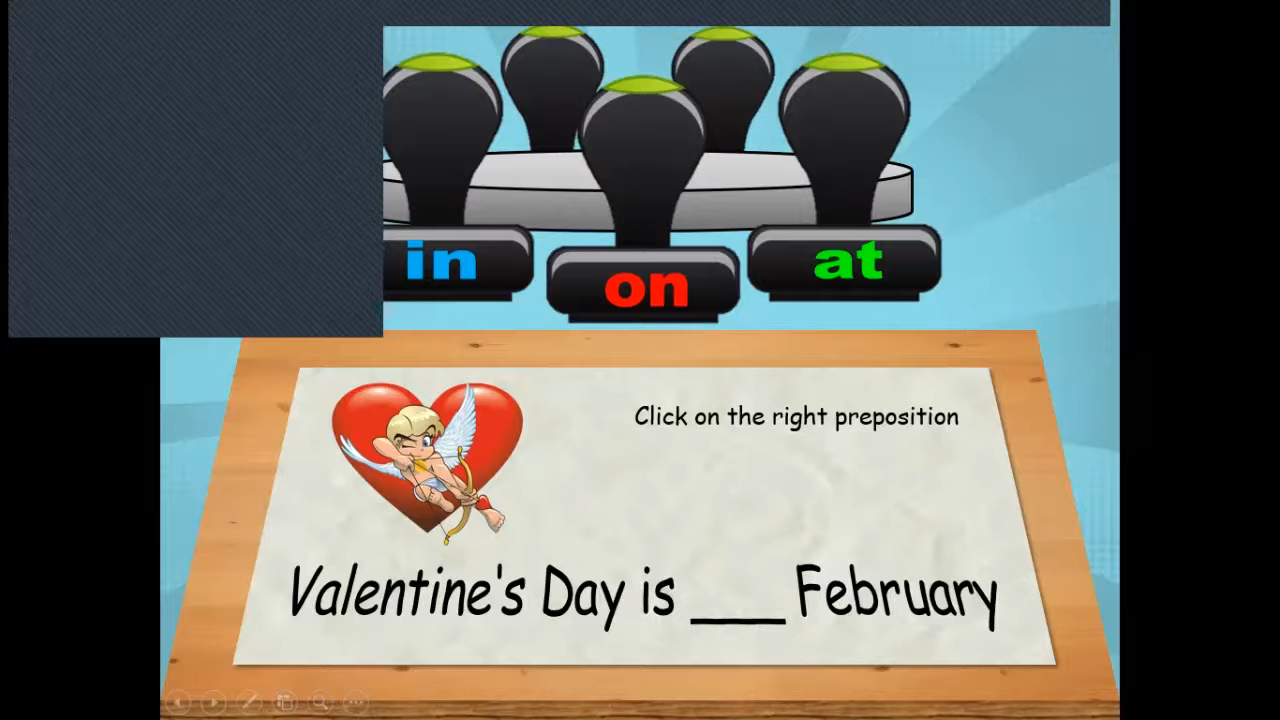 in
on
at
Click on the right preposition
Valentine's Day is ___ February